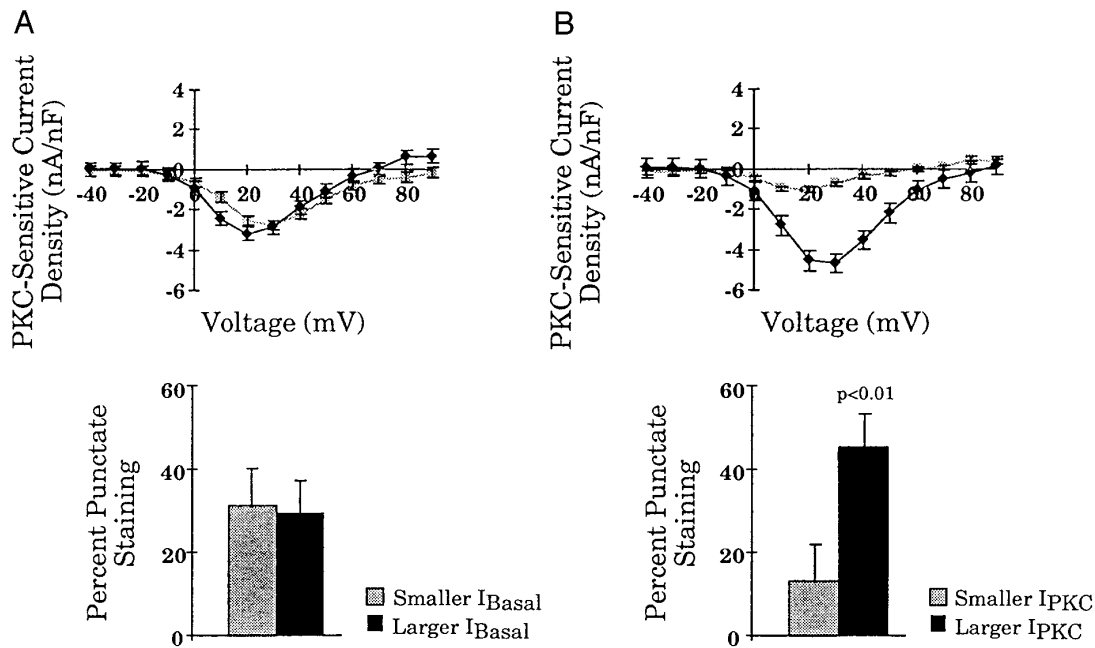 A
B
PKC-Sensitive Current
Density (nA/nF)
4
2
0
-2
-4
-6
-40 -20 0 20 40 60 80
Voltage (mV)
PKC-Sensitive Current
Density (nA/nF)
4
2
0
-2
-4
-6
-40 -20 0 20 40 60 80
Voltage (mV)
Percent Punctate
Staining
60
40
20
0
Smaller IBasal
Larger IBasal
Percent Punctate
Staining
60
40
20
0
p<0.01
Smaller IPKC
Larger IPKC